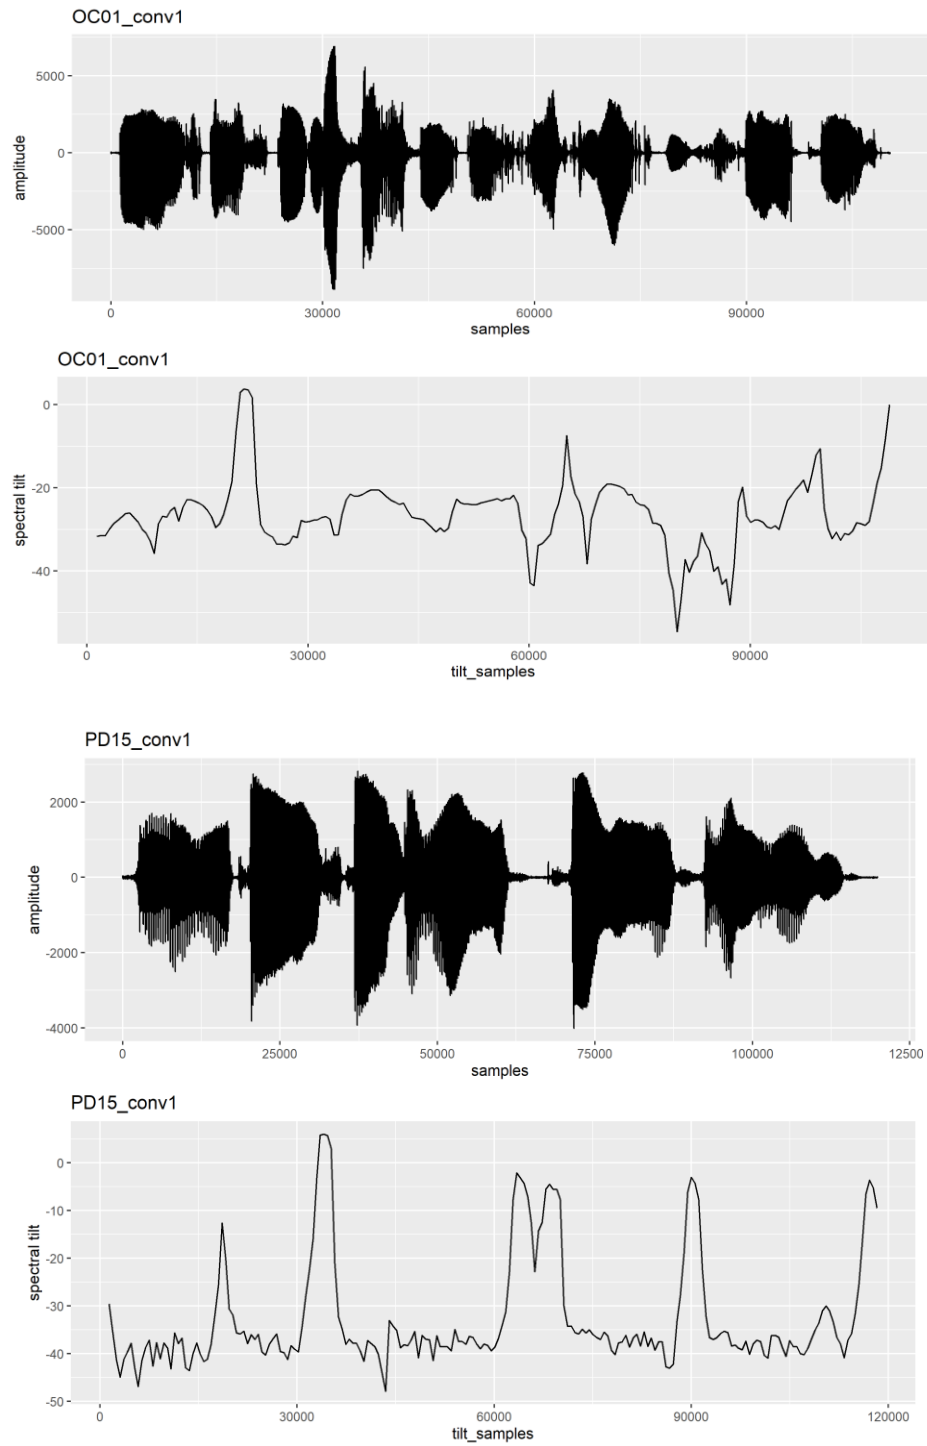 OC01_conv1
5000
0
-5000
amplitude
0 30000 60000 90000
samples
OC01_conv1
0
-20
-40
spectral tilt
0 30000 60000 90000
tilt_samples
PD15_conv1
2000
0
-2000
-4000
amplitude
0 25000 50000 75000 100000 12500
samples
PD15_conv1
0
-10
-20
-30
-40
-50
spectral tilt
0 30000 60000 90000 120000
tilt_samples